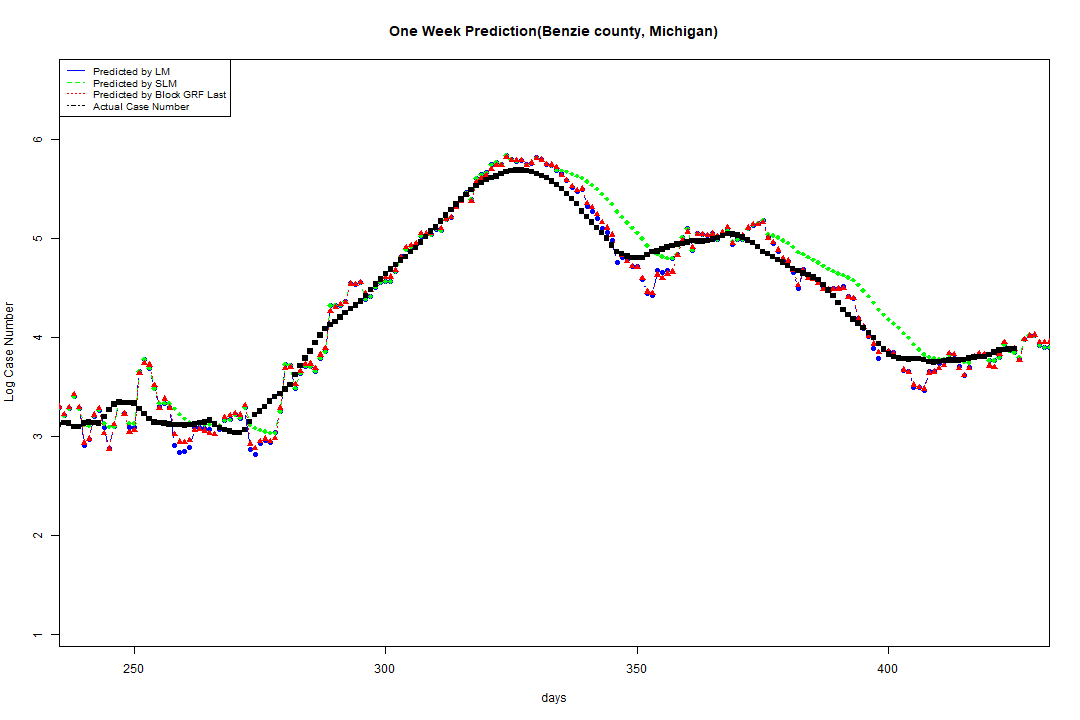 One Week Prediction(Benzie county, Michigan)
Predicted by LM
Predicted by SLM
Predicted by Block GRF Last
Actual Case Number
6
5
4
3
2
1
Log Case Number
250 300 350 400
days